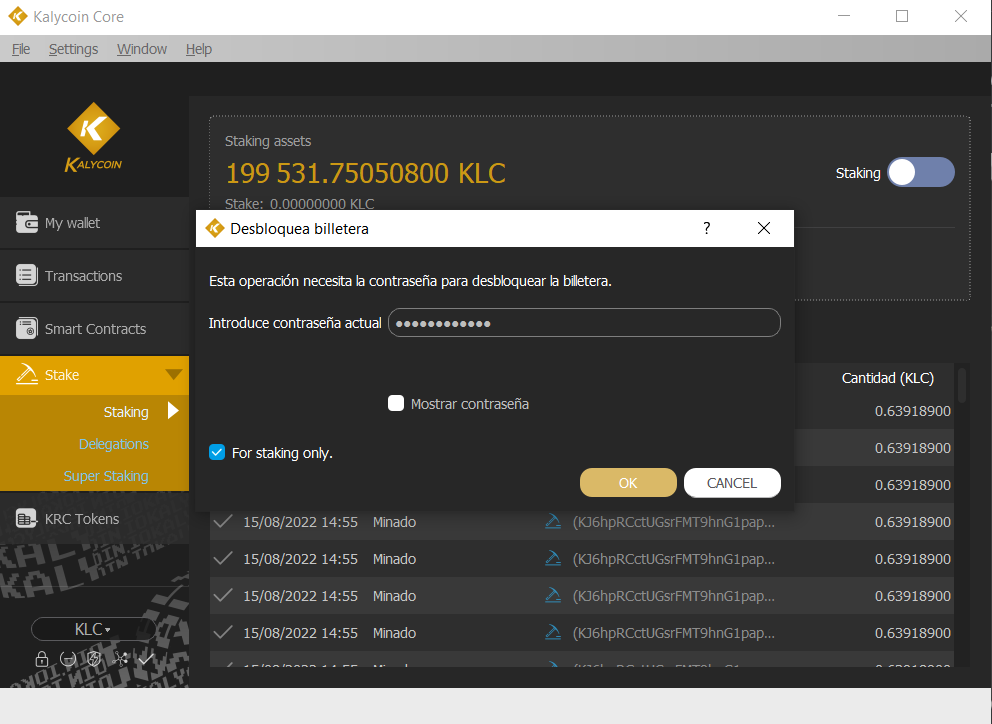 Kalycoin Core
File Settings Window Help
KALYCOIN
My wallet
Transactions
Smart Contracts
Stake
Staking
Delegations
Super Staking
KRC Tokens
KLC
Staking assets
199 531.75050800 KLC
Stake: 0.00000000 KLC
Staking
Desbloquea billetera
?
Esta operación necesita la contraseña para desbloquear la billetera.
Introduce contraseña actual ●●●●●●●●●●●●
Mostrar contraseña
For staking only.
OK CANCEL
Cantidad (KLC)
0.63918900
0.63918900
0.63918900
15/08/2022 14:55 Minado (KJ6hpRCctUGsrFMT9hnG1pap... 0.63918900
15/08/2022 14:55 Minado (KJ6hpRCctUGsrFMT9hnG1pap... 0.63918900
15/08/2022 14:55 Minado (KJ6hpRCctUGsrFMT9hnG1pap... 0.63918900
15/08/2022 14:55 Minado (KJ6hpRCctUGsrFMT9hnG1pap... 0.63918900